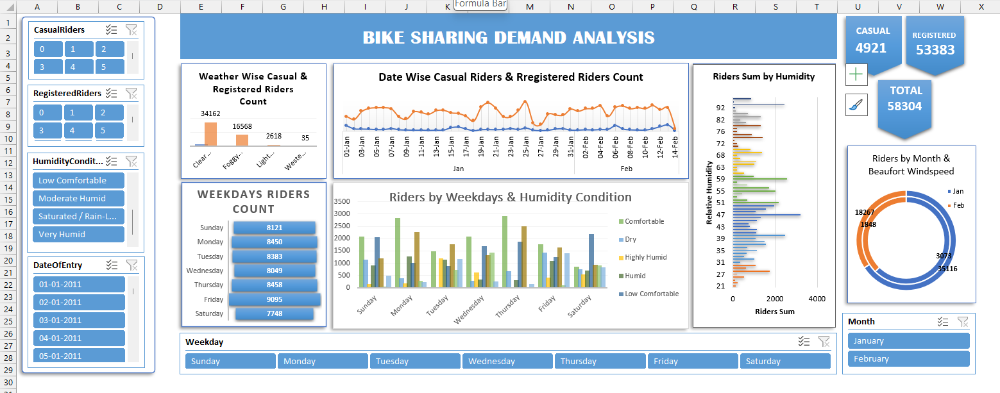 Formula Bar
A B C D E F G H I J K L M N O P Q R S T U V W X
1
2
3
4
5
6
7
8
9
10
11
12
13
14
15
16
17
18
19
20
21
22
23
24
25
26
27
28
29
30
CasualRiders
0 1 2
3 4 5
RegisteredRiders
0 1 2
3 4 5
HumidityCondit...
Low Comfortable
Moderate Humid
Saturated / Rain-L...
Very Humid
DateOfEntry
01-01-2011
02-01-2011
03-01-2011
04-01-2011
05-01-2011
BIKE SHARING DEMAND ANALYSIS
Weather Wise Casual &
Registered Riders
Count
34162
16568
2618
35
Clear...
Foggy...
Light...
Weste...
Date Wise Casual Riders & Rregistered Riders Count
01-Jan
03-Jan
05-Jan
07-Jan
09-Jan
11-Jan
13-Jan
15-Jan
17-Jan
19-Jan
21-Jan
23-Jan
25-Jan
27-Jan
29-Jan
31-Jan
02-Feb
04-Feb
06-Feb
08-Feb
10-Feb
12-Feb
14-Feb
Jan Feb
WEEKDAYS RIDERS
COUNT
Sunday 8121
Monday 8450
Tuesday 8383
Wednesday 8049
Thursday 8458
Friday 9095
Saturday 7748
Riders by Weekdays & Humidity Condition
3500
3000
2500
2000
1500
1000
500
0
Sunday
Monday
Tuesday
Wednesday
Thursday
Friday
Saturday
Comfortable
Dry
Highly Humid
Humid
Low Comfortable
Riders Sum by Humidity
Relative Humidity
92
82
76
72
68
63
59
55
51
47
43
39
35
31
27
21
0 2000 4000
Riders Sum
CASUAL
4921
REGISTERED
53383
TOTAL
58304
Riders by Month &
Beaufort Windspeed
Jan
Feb
18267
1848
3073
35116
Weekday
Sunday Monday Tuesday Wednesday Thursday Friday Saturday
Month
January
February